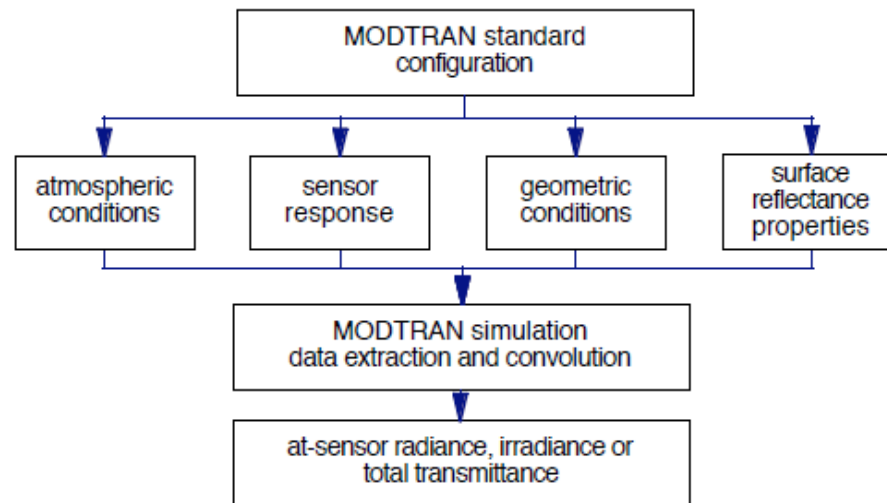 MODTRAN standard
configuration
atmospheric
conditions
sensor
response
geometric
conditions
surface
reflectance
properties
MODTRAN simulation
data extraction and convolution
at-sensor radiance, irradiance or
total transmittance